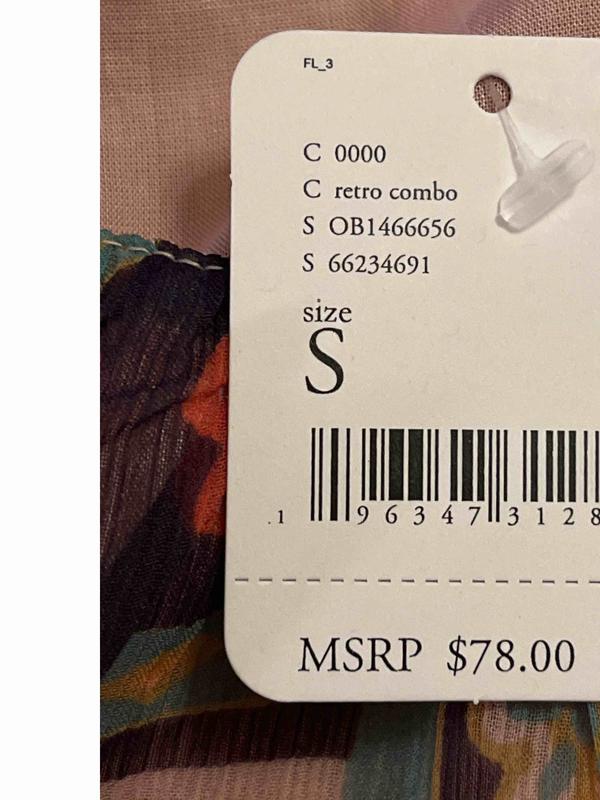 FL_3
C 0000
C retro combo
S OB1466656
S 66234691
size
S
1 96347 3128
MSRP $78.00